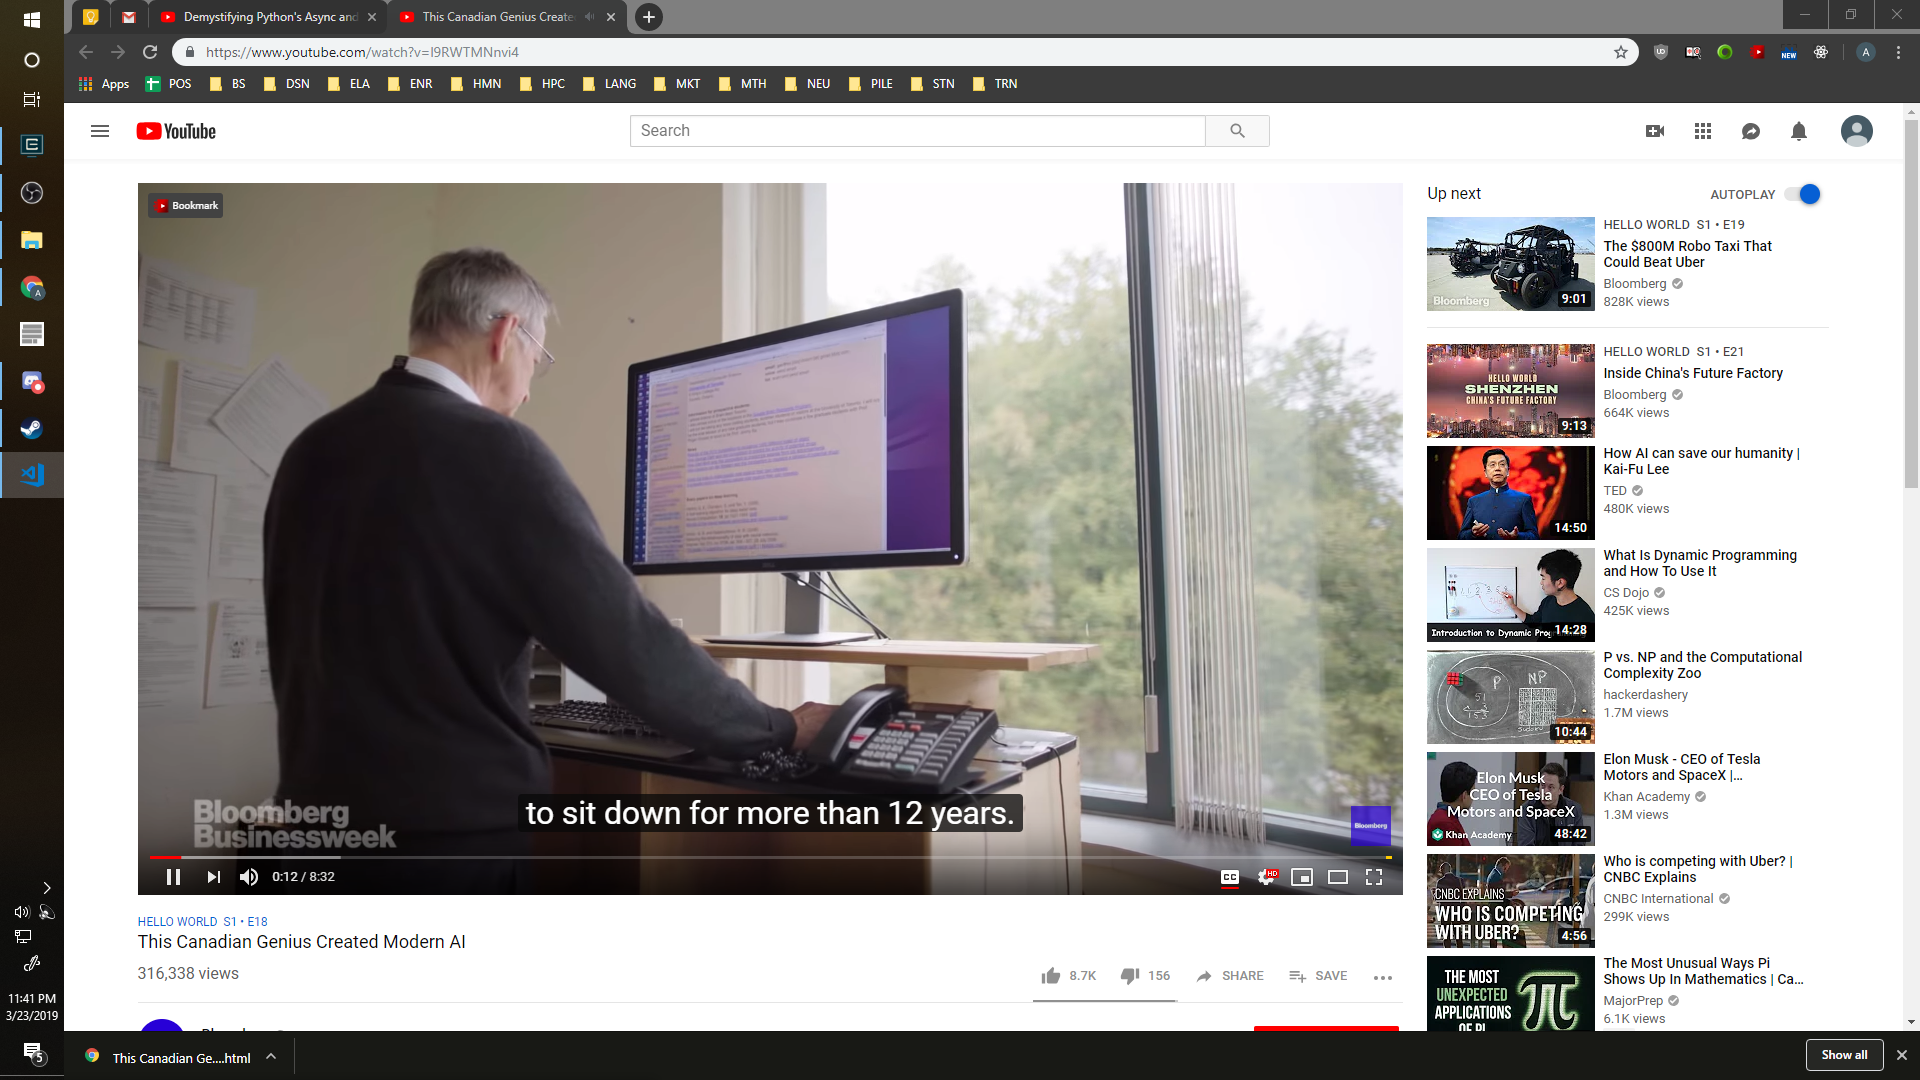 Demystifying Python's Async and
This Canadian Genius Create
https://www.youtube.com/watch?v=I9RWTMNnvi4
Apps
POS
BS
DSN
ELA
ENR
HMN
HPC
LANG
MKT
MTH
NEU
PILE
STN
TRN
NEW
A
YouTube
Search
Bookmark
to sit down for more than 12 years.
Bloomberg
Businessweek
Bloomberg
0:12 / 8:32
CC
HD
HELLO WORLD S1 • E18
This Canadian Genius Created Modern AI
316,338 views
8.7K
156
SHARE
SAVE
Up next
AUTOPLAY
Bloomberg
9:01
HELLO WORLD S1 • E19
The $800M Robo Taxi That
Could Beat Uber
Bloomberg
828K views
HELLO WORLD
SHENZHEN
CHINA'S FUTURE FACTORY
9:13
HELLO WORLD S1 • E21
Inside China's Future Factory
Bloomberg
664K views
14:50
How AI can save our humanity |
Kai-Fu Lee
TED
480K views
Introduction to Dynamic Prog
14:28
What Is Dynamic Programming
and How To Use It
CS Dojo
425K views
P
NP
10:44
P vs. NP and the Computational
Complexity Zoo
hackerdashery
1.7M views
Elon Musk
CEO of Tesla
Motors and SpaceX
Khan Academy
48:42
Elon Musk - CEO of Tesla
Motors and SpaceX |...
Khan Academy
1.3M views
CNBC EXPLAINS
WHO IS COMPETING
WITH UBER?
4:56
Who is competing with Uber? |
CNBC Explains
CNBC International
299K views
THE MOST
UNEXPECTED
APPLICATIONS
OF PI
π
The Most Unusual Ways Pi
Shows Up In Mathematics | Ca...
MajorPrep
6.1K views
11:41 PM
3/23/2019
5
This Canadian Ge....html
Show all